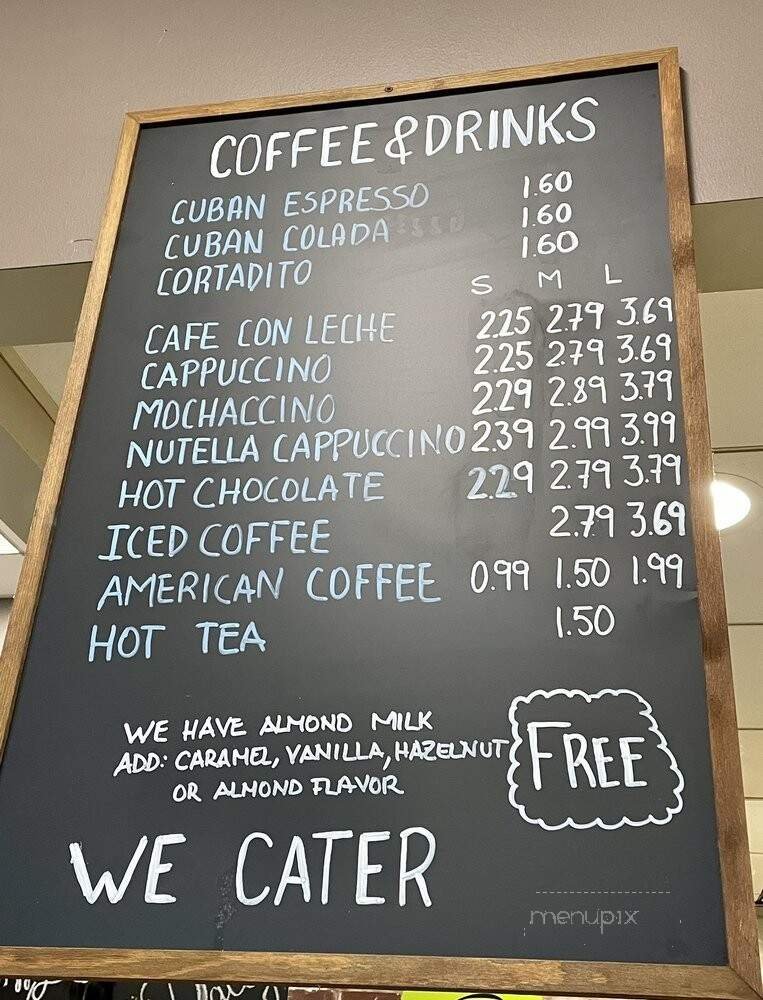 COFFEE & DRINKS
CUBAN ESPRESSO 1.60
CUBAN COLADA 1.60
CORTADITO 1.60
S M L
CAFE CON LECHE 2.25 2.79 3.69
CAPPUCCINO 2.25 2.79 3.69
MOCHACCINO 2.29 2.89 3.79
NUTELLA CAPPUCCINO 2.39 2.99 3.99
HOT CHOCOLATE 2.29 2.79 3.79
ICED COFFEE 2.79 3.69
AMERICAN COFFEE 0.99 1.50 1.99
HOT TEA 1.50
WE HAVE ALMOND MILK
ADD: CARAMEL, VANILLA, HAZELNUT
OR ALMOND FLAVOR
FREE
WE CATER
menupix